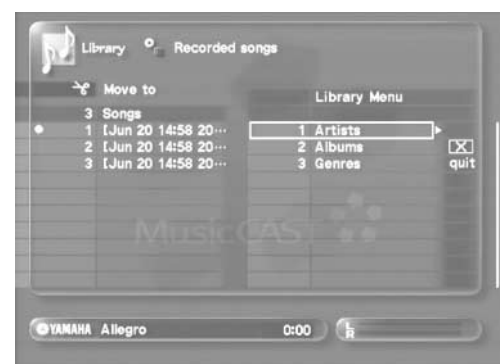 Library Recorded songs
Move to
3 Songs
1 [Jun 20 14:58 20···
2 [Jun 20 14:58 20···
3 [Jun 20 14:58 20···
Library Menu
1 Artists
2 Albums
3 Genres
X
quit
MusicCAST
YAMAHA Allegro 0:00 L
R